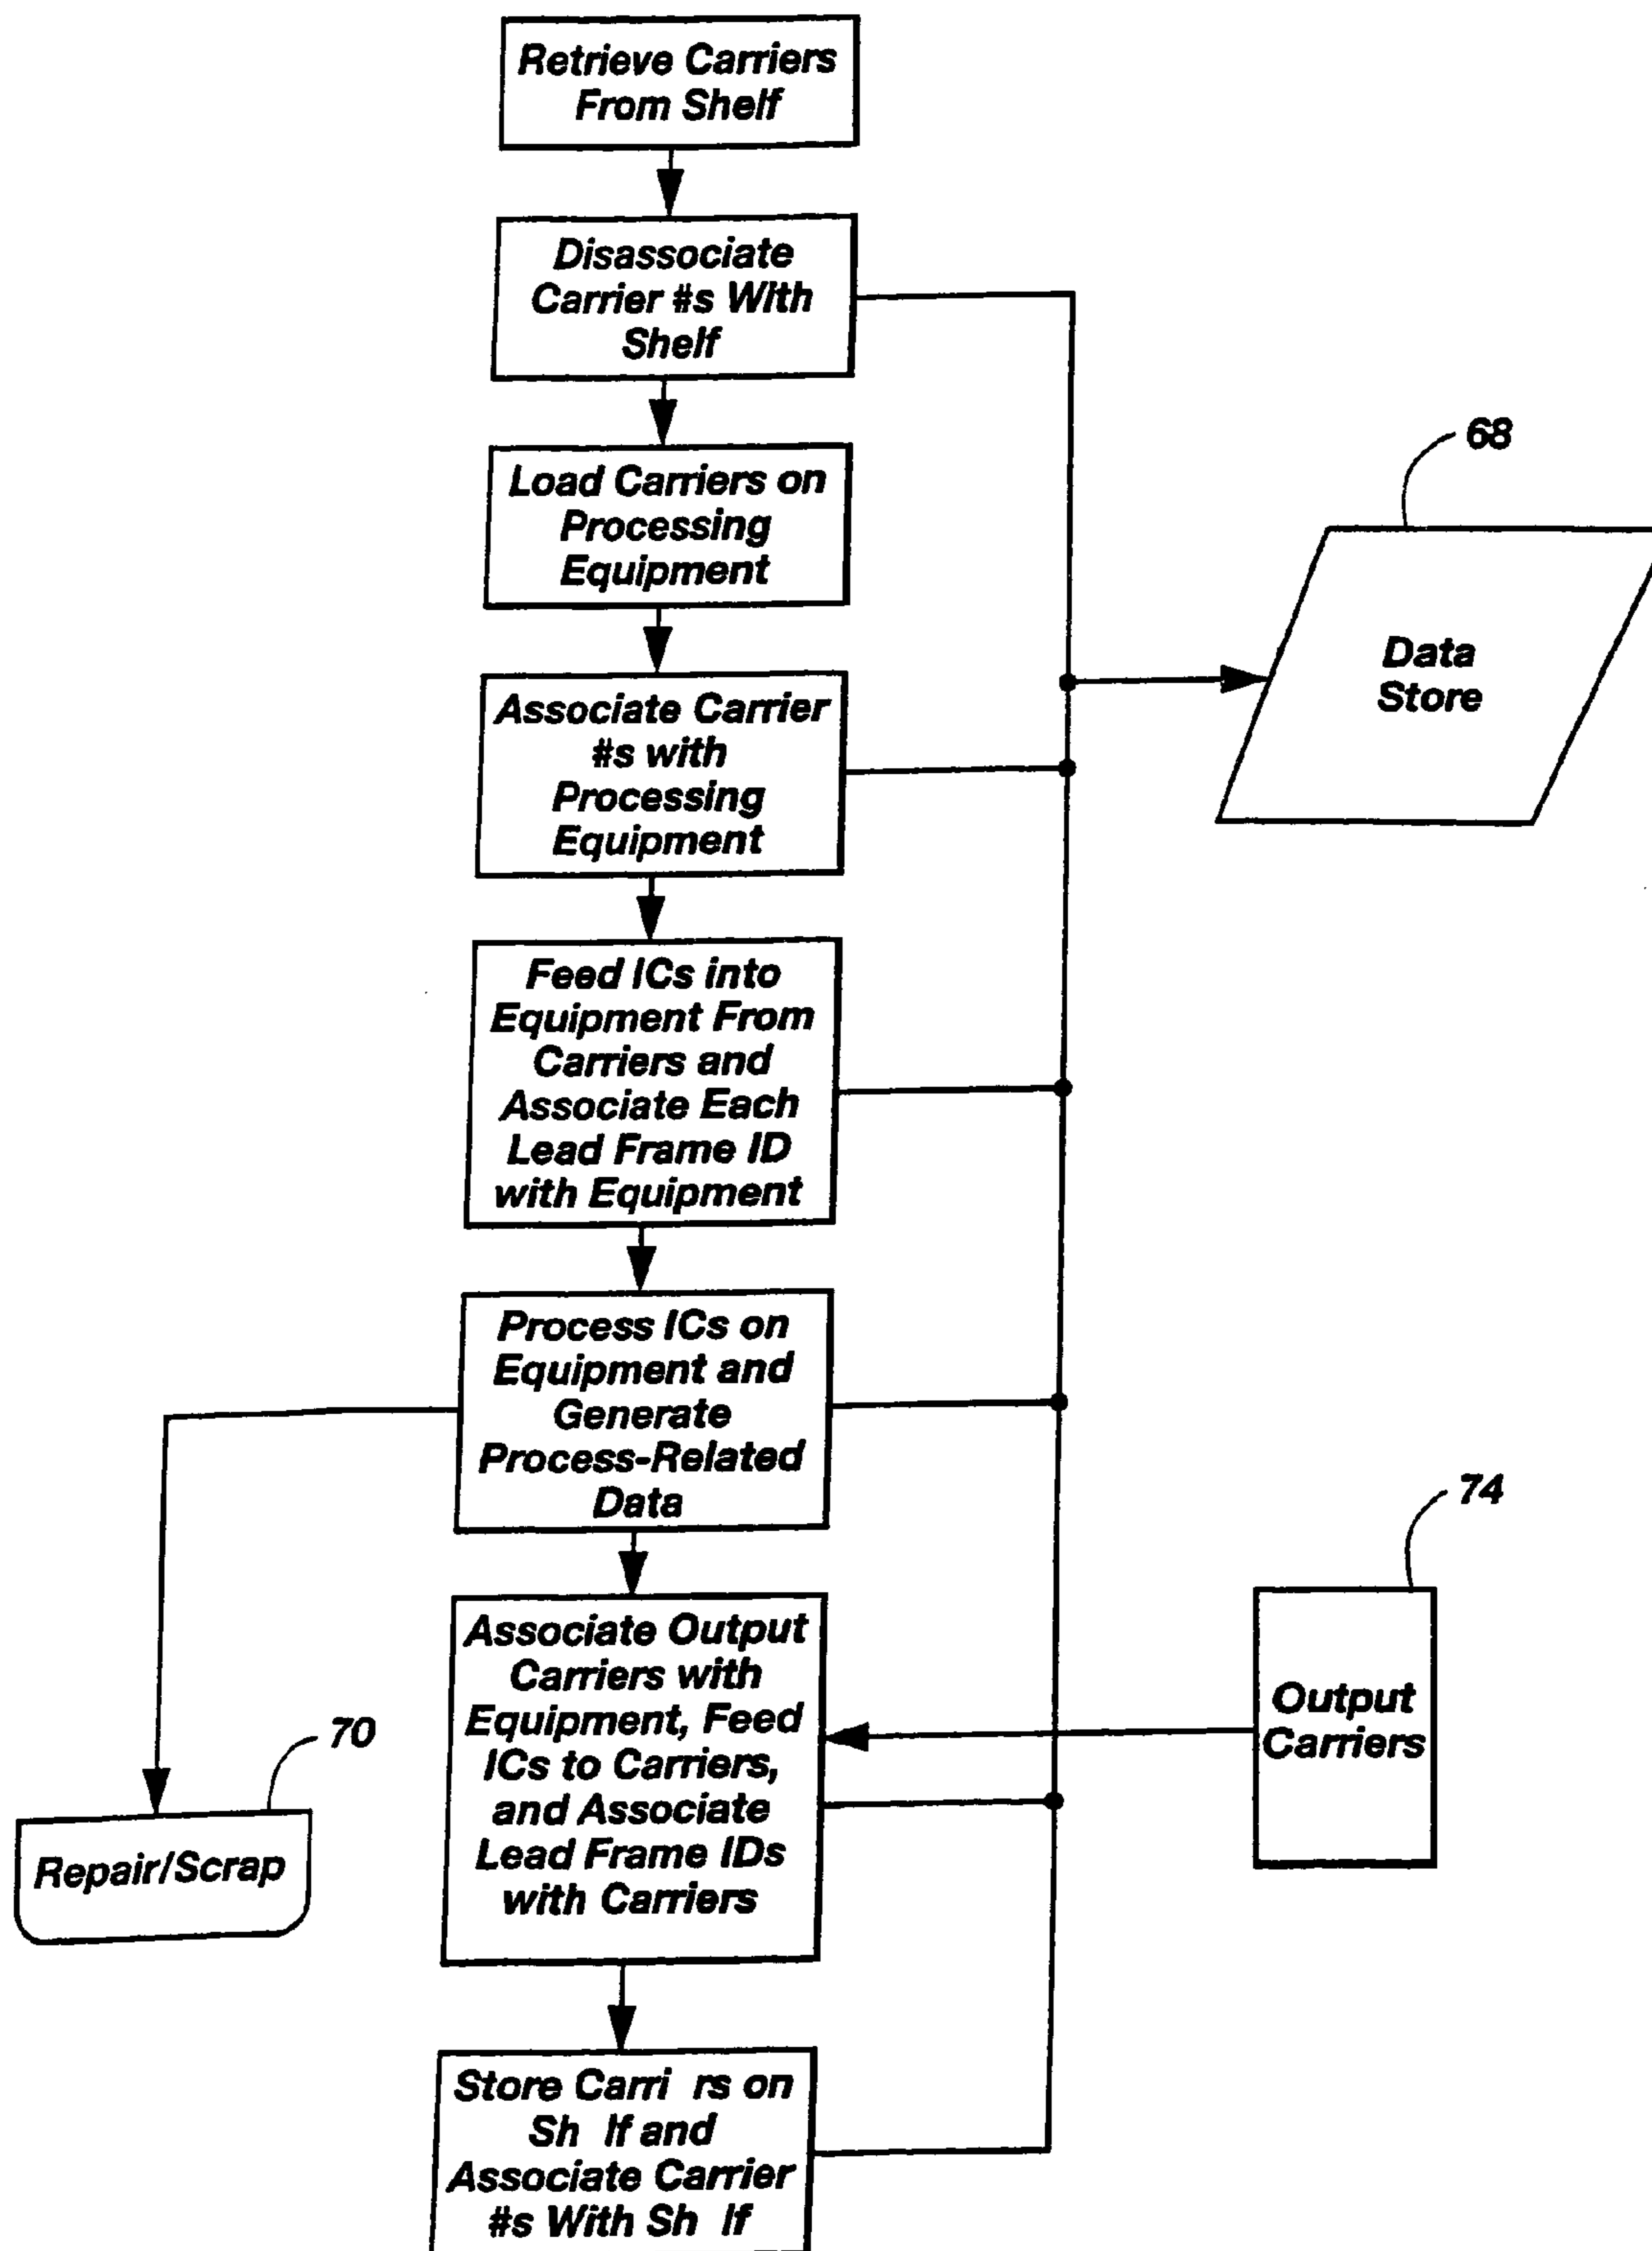 Retrieve Carriers
From Shelf
Disassociate
Carrier #s With
Shelf
Load Carriers on
Processing
Equipment
68
Data
Store
Associate Carrier
#s with
Processing
Equipment
Feed ICs into
Equipment From
Carriers and
Associate Each
Lead Frame ID
with Equipment
Process ICs on
Equipment and
Generate
Process-Related
Data
74
Output
Carriers
Associate Output
Carriers with
Equipment, Feed
ICs to Carriers,
and Associate
Lead Frame IDs
with Carriers
70
Repair/Scrap
Store Carri rs on
Sh lf and
Associate Carrier
#s With Sh lf